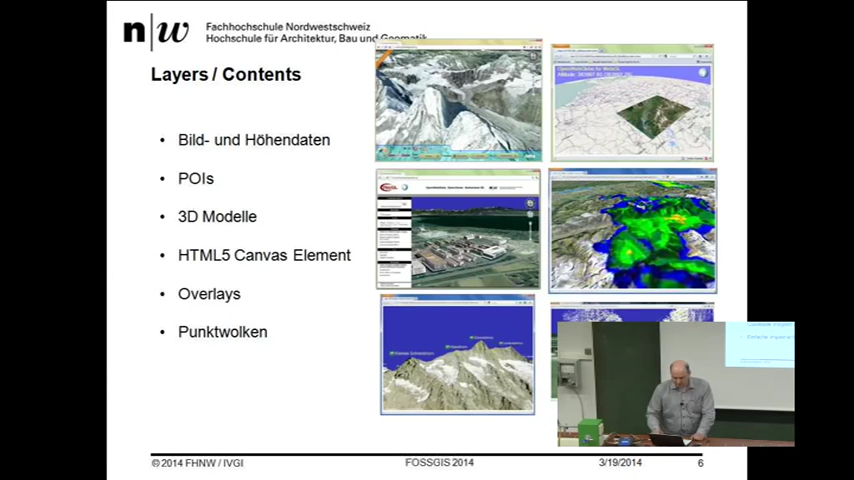 n|w
Fachhochschule Nordwestschweiz
Hochschule für Architektur, Bau und Geomatik
Layers / Contents
• Bild- und Höhendaten
• POIs
• 3D Modelle
• HTML5 Canvas Element
• Overlays
• Punktwolken
© 2014 FHNW / IVGI
FOSSGIS 2014
3/19/2014
6